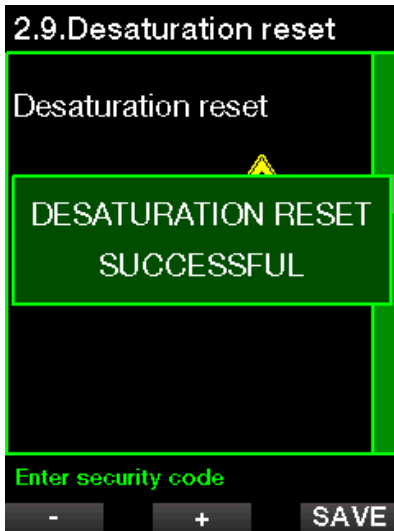 2.9.Desaturation reset
Desaturation reset
DESATURATION RESET
SUCCESSFUL
Enter security code
- + SAVE